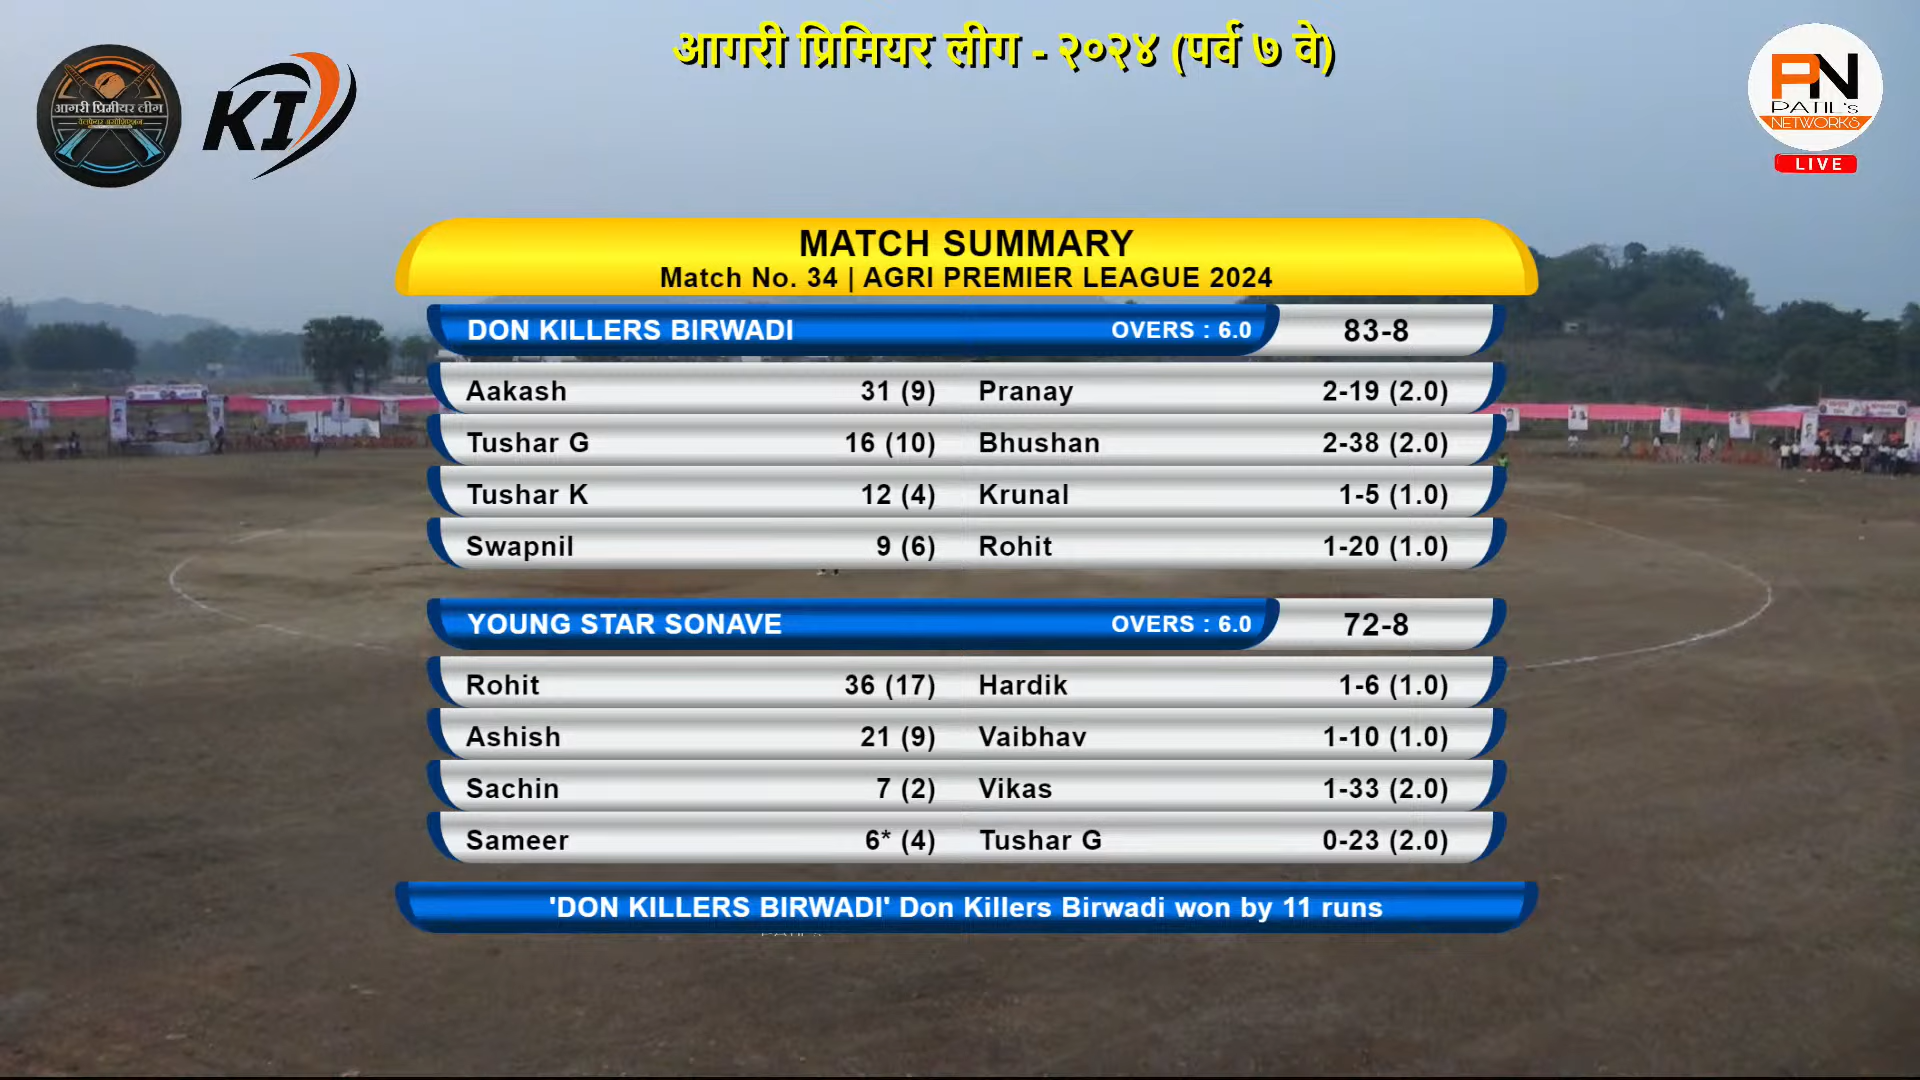 आगरी प्रिमियर लीग - २०२४ (पर्व ७ वे)
आगरी प्रिमीयर लीग
वेलफेयर असोशिएशन
KI
PN
PATIL's
NETWORKS
LIVE
MATCH SUMMARY
Match No. 34 | AGRI PREMIER LEAGUE 2024
DON KILLERS BIRWADI OVERS : 6.0 83-8
Aakash 31 (9) Pranay 2-19 (2.0)
Tushar G 16 (10) Bhushan 2-38 (2.0)
Tushar K 12 (4) Krunal 1-5 (1.0)
Swapnil 9 (6) Rohit 1-20 (1.0)
YOUNG STAR SONAVE OVERS : 6.0 72-8
Rohit 36 (17) Hardik 1-6 (1.0)
Ashish 21 (9) Vaibhav 1-10 (1.0)
Sachin 7 (2) Vikas 1-33 (2.0)
Sameer 6* (4) Tushar G 0-23 (2.0)
'DON KILLERS BIRWADI' Don Killers Birwadi won by 11 runs